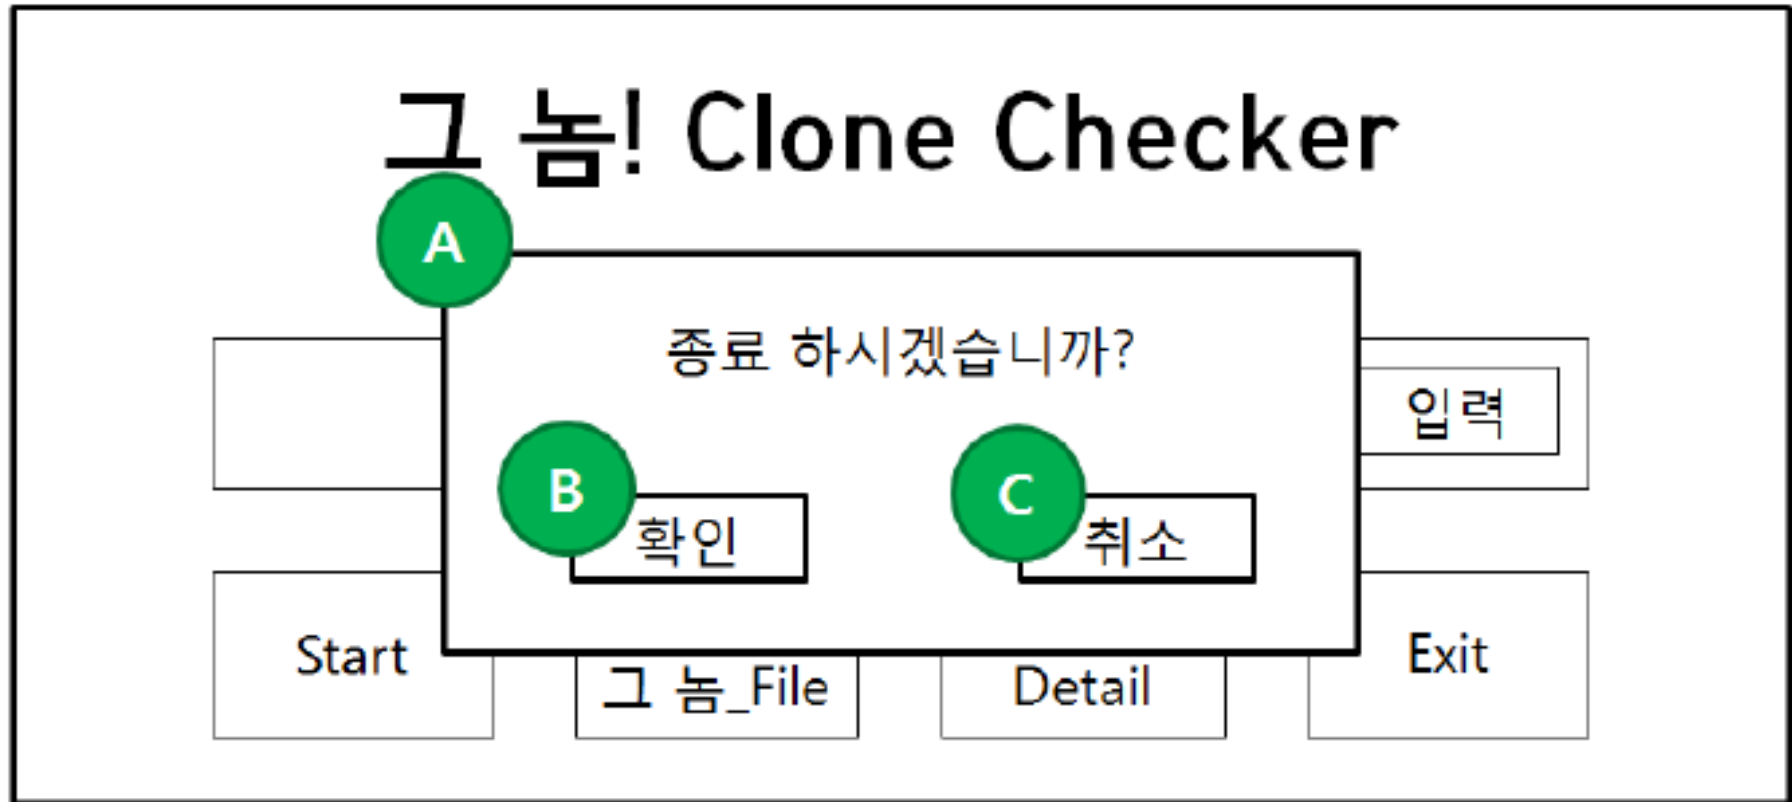 그 놈! Clone Checker
A
종료 하시겠습니까?
입력
B
확인
C
취소
Start
그 놈_File
Detail
Exit